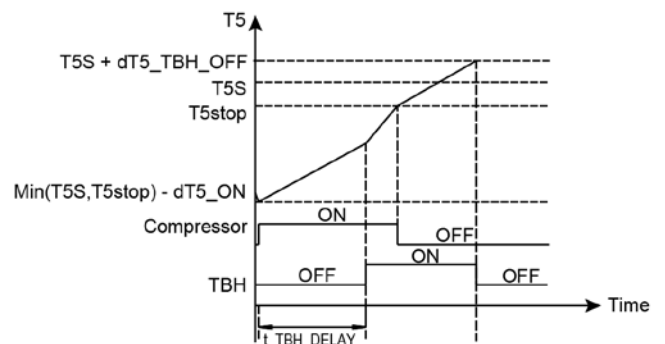 T5
T5S + dT5_TBH_OFF
T5S
T5stop
Min(T5S,T5stop) - dT5_ON
ON
Compressor
OFF
ON
OFF
OFF
TBH
Time
t_TBH_DELAY